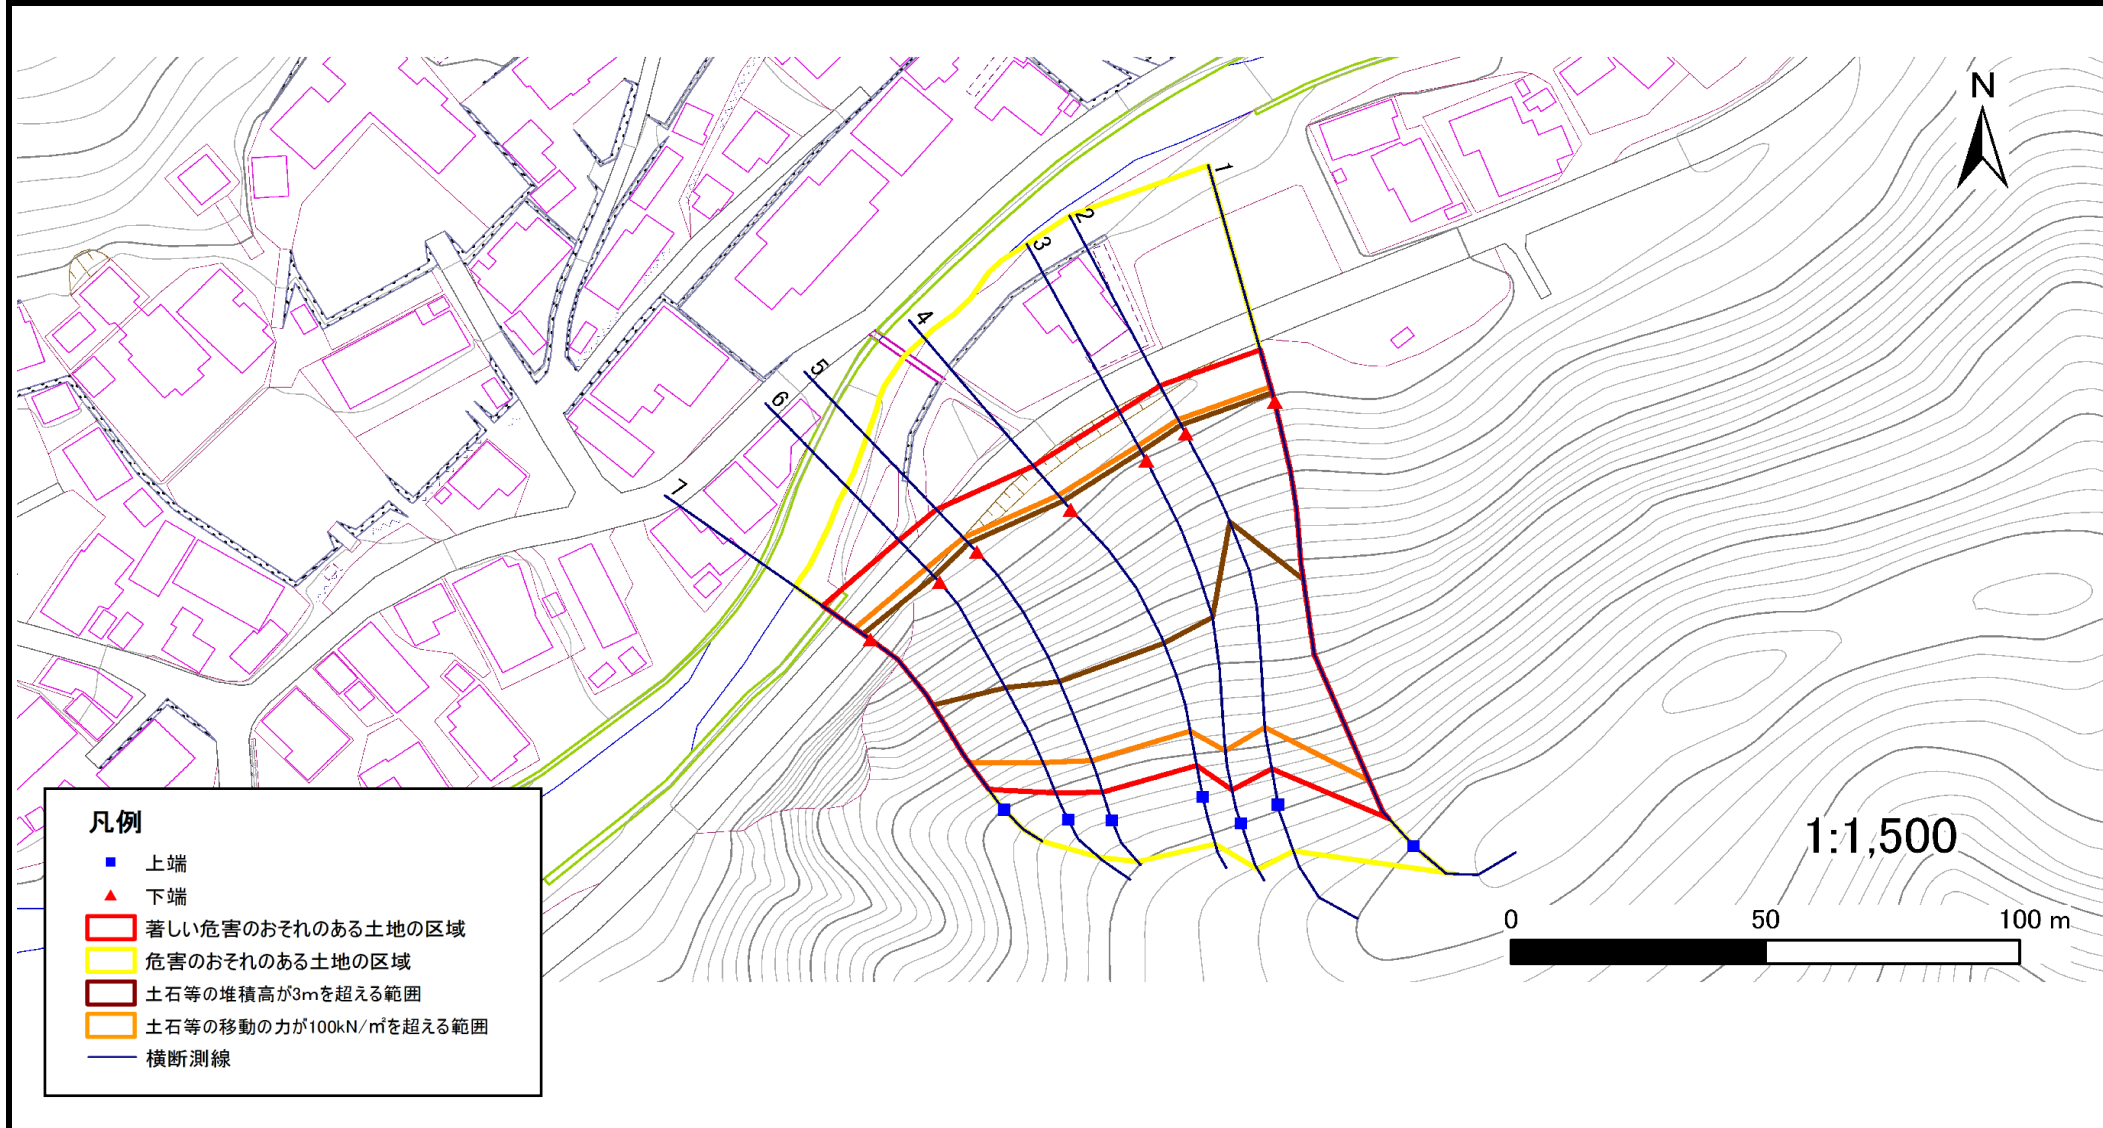 N
1
2
3
4
5
6
7
1:1,500
0 50 100 m
凡例
上端
下端
著しい危害のおそれのある土地の区域
危害のおそれのある土地の区域
土石等の堆積高が3mを超える範囲
土石等の移動の力が100kN/㎡を超える範囲
横断測線